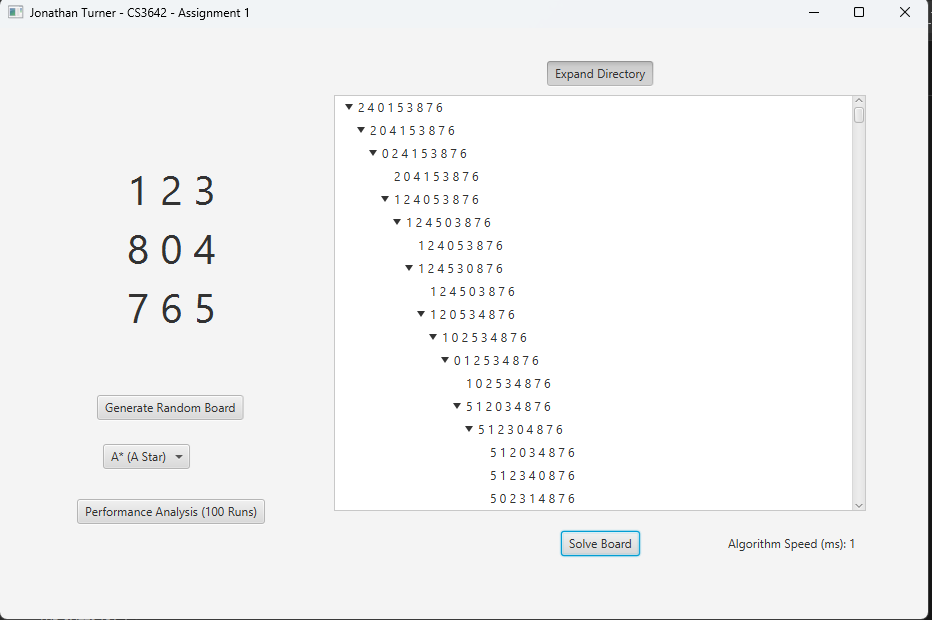 Jonathan Turner - CS3642 - Assignment 1
Expand Directory
2 4 0 1 5 3 8 7 6
2 0 4 1 5 3 8 7 6
0 2 4 1 5 3 8 7 6
2 0 4 1 5 3 8 7 6
1 2 4 0 5 3 8 7 6
1 2 4 5 0 3 8 7 6
1 2 4 0 5 3 8 7 6
1 2 4 5 3 0 8 7 6
1 2 4 5 0 3 8 7 6
1 2 0 5 3 4 8 7 6
1 0 2 5 3 4 8 7 6
0 1 2 5 3 4 8 7 6
1 0 2 5 3 4 8 7 6
5 1 2 0 3 4 8 7 6
5 1 2 3 0 4 8 7 6
5 1 2 0 3 4 8 7 6
5 1 2 3 4 0 8 7 6
5 0 2 3 1 4 8 7 6
1 2 3
8 0 4
7 6 5
Generate Random Board
A* (A Star)
Performance Analysis (100 Runs)
Solve Board
Algorithm Speed (ms): 1